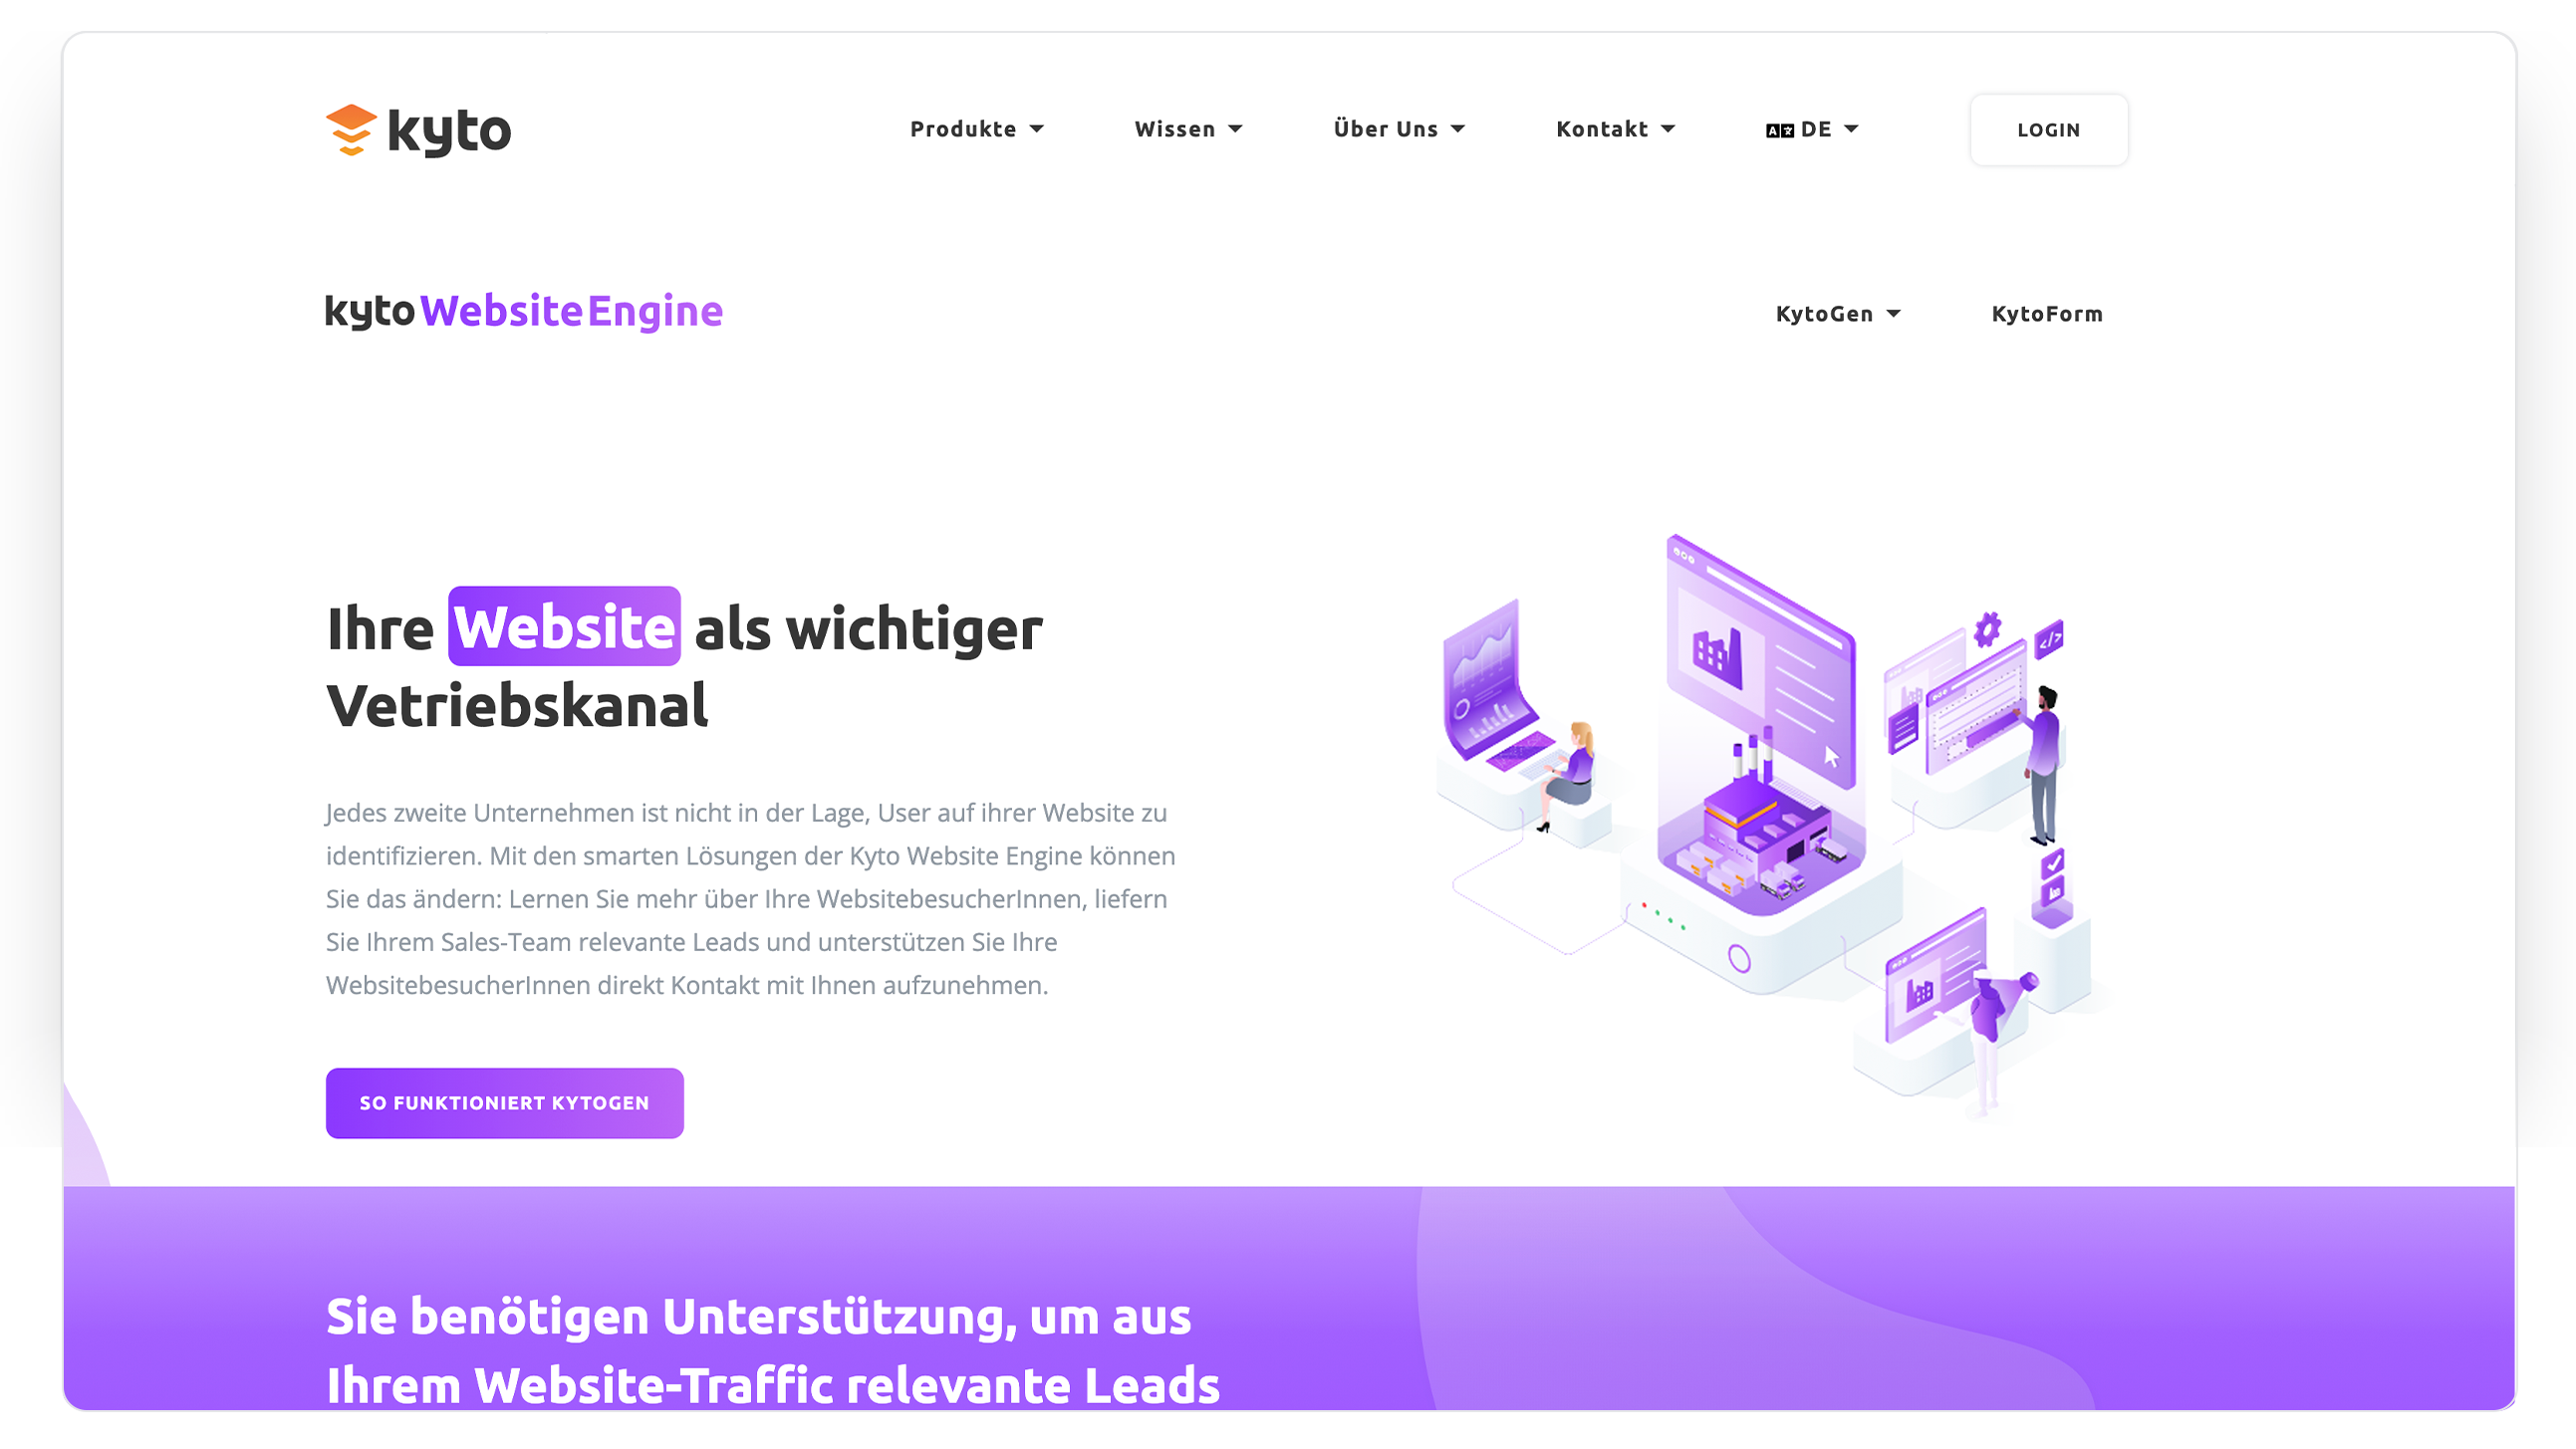 kyto
Produkte
Wissen
Über Uns
Kontakt
DE
LOGIN
kyto WebsiteEngine
KytoGen
KytoForm
Ihre Website als wichtiger
Vetriebskanal
Jedes zweite Unternehmen ist nicht in der Lage, User auf ihrer Website zu
identifizieren. Mit den smarten Lösungen der Kyto Website Engine können
Sie das ändern: Lernen Sie mehr über Ihre WebsitebesucherInnen, liefern
Sie Ihrem Sales-Team relevante Leads und unterstützen Sie Ihre
WebsitebesucherInnen direkt Kontakt mit Ihnen aufzunehmen.
SO FUNKTIONIERT KYTOGEN
Sie benötigen Unterstützung, um aus
Ihrem Website-Traffic relevante Leads